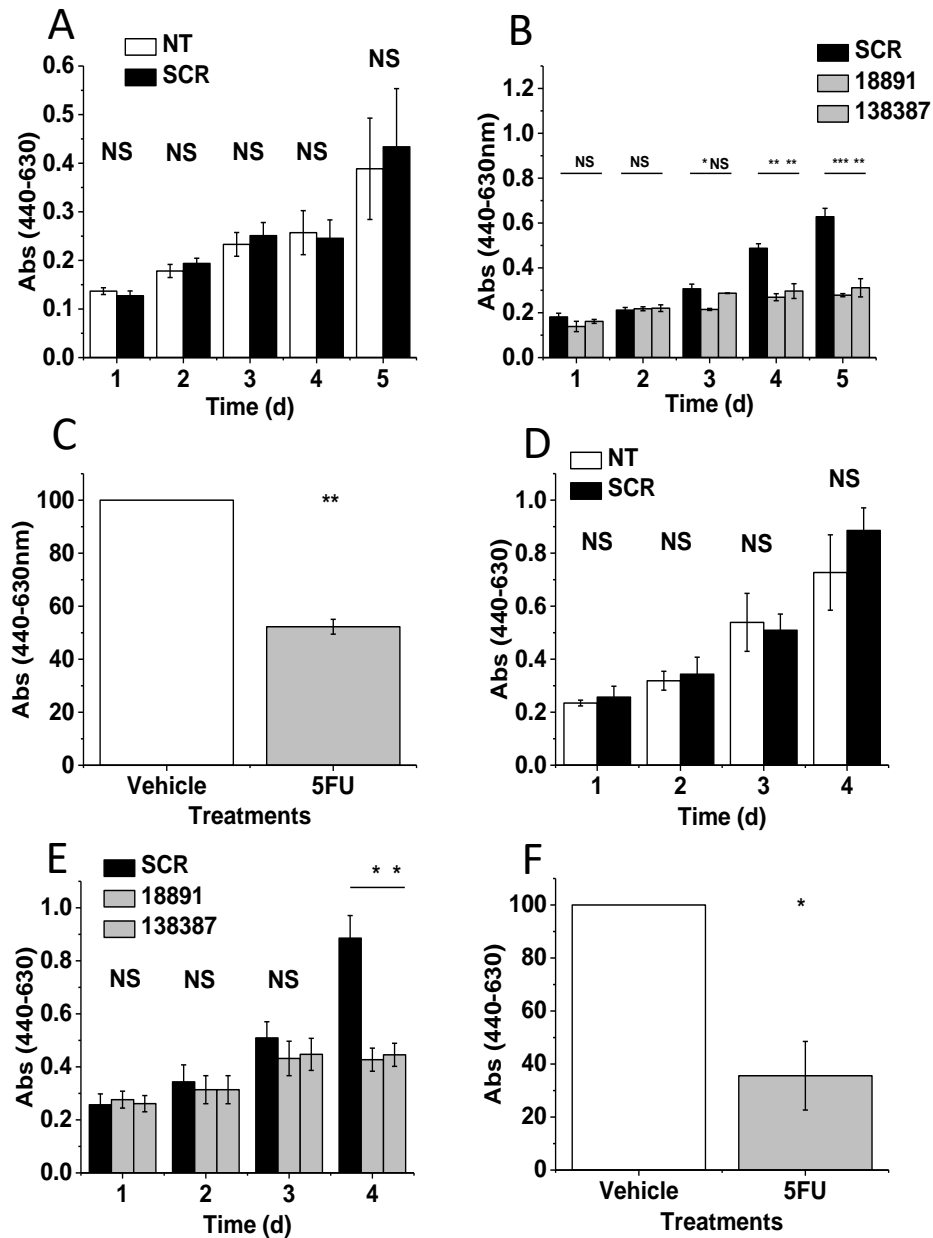 A
NT
SCR
NS
NS NS NS NS
0.6
0.5
0.4
0.3
0.2
0.1
0.0
Abs (440-630)
1 2 3 4 5
Time (d)
B
SCR
18891
138387
1.2
1.0
0.8
0.6
0.4
0.2
0.0
Abs (440-630nm)
NS NS * NS ** ** *** **
1 2 3 4 5
Time (d)
C
**
100
80
60
40
20
0
Abs (440-630nm)
Vehicle 5FU
Treatments
D
NT
SCR
NS
NS NS NS
1.0
0.8
0.6
0.4
0.2
0.0
Abs (440-630)
1 2 3 4
Time (d)
E
SCR
18891
138387
* *
NS NS NS
1.0
0.8
0.6
0.4
0.2
0.0
Abs (440-630)
1 2 3 4
Time (d)
F
*
100
80
60
40
20
0
Abs (440-630)
Vehicle 5FU
Treatments